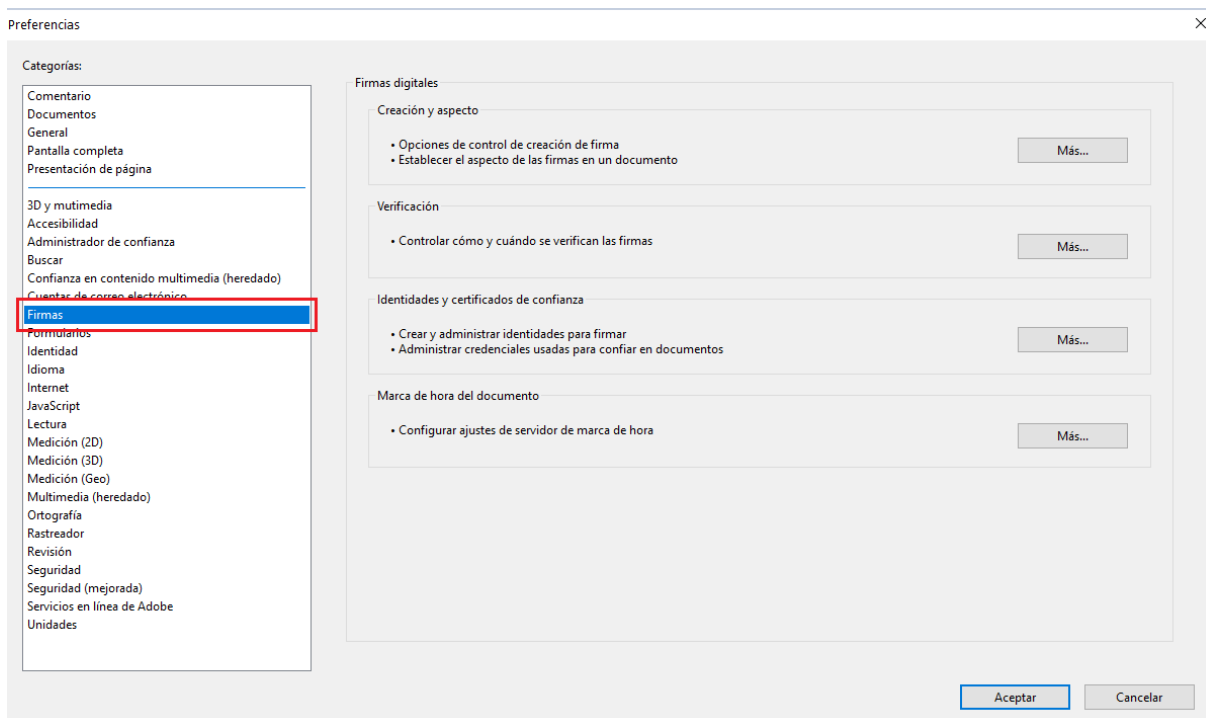 Preferencias
Categorías:
Comentario
Documentos
General
Pantalla completa
Presentación de página
3D y mutimedia
Accesibilidad
Administrador de confianza
Buscar
Confianza en contenido multimedia (heredado)
Cuentas de correo electrónico
Firmas
Formularios
Identidad
Idioma
Internet
JavaScript
Lectura
Medición (2D)
Medición (3D)
Medición (Geo)
Multimedia (heredado)
Ortografía
Rastreador
Revisión
Seguridad
Seguridad (mejorada)
Servicios en línea de Adobe
Unidades
Firmas digitales
Creación y aspecto
• Opciones de control de creación de firma
• Establecer el aspecto de las firmas en un documento
Más...
Verificación
• Controlar cómo y cuándo se verifican las firmas
Más...
Identidades y certificados de confianza
• Crear y administrar identidades para firmar
• Administrar credenciales usadas para confiar en documentos
Más...
Marca de hora del documento
• Configurar ajustes de servidor de marca de hora
Más...
Aceptar
Cancelar